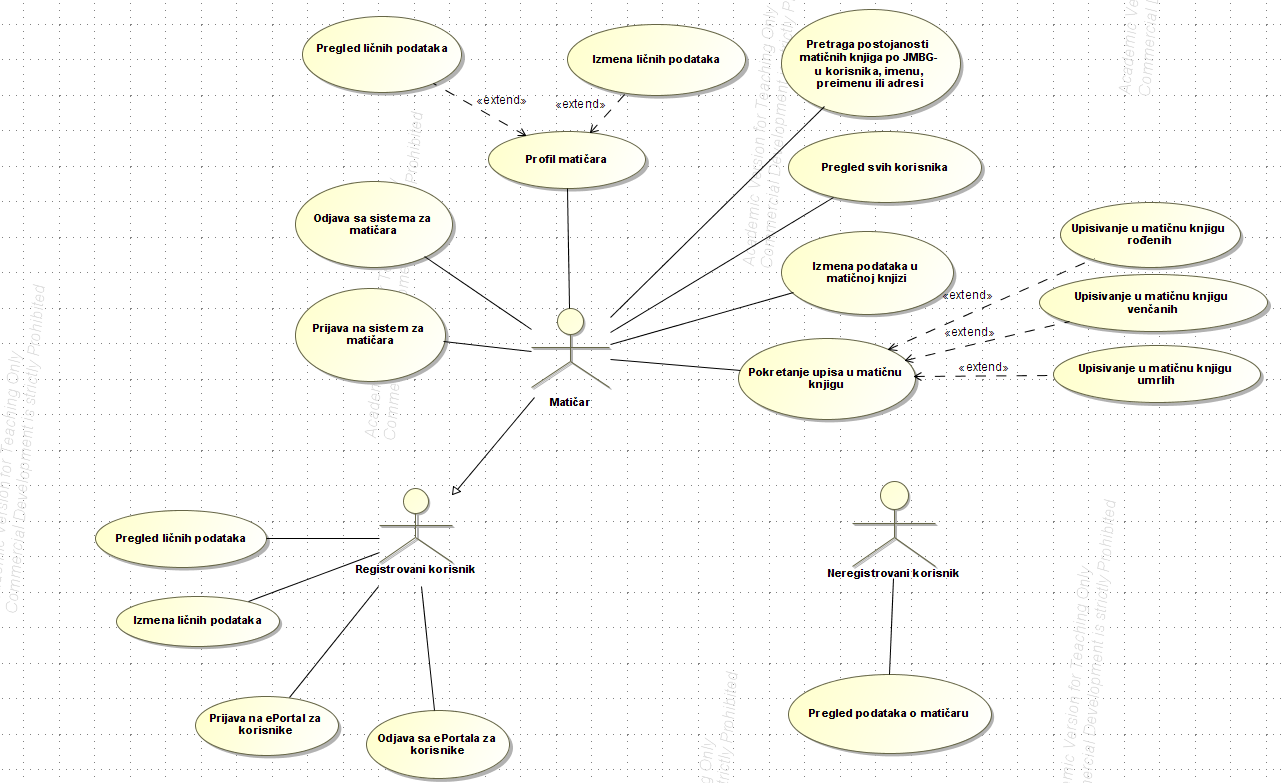 Pregled ličnih podataka
Izmena ličnih podataka
Pretraga postojanosti
matičnih knjiga po JMBG-
u korisnika, imenu,
preimenu ili adresi
«extend»
«extend»
Profil matičara
Pregled svih korisnika
Odjava sa sistema za
matičara
Upisivanje u matičnu knjigu
rođenih
Izmena podataka u
matičnoj knjizi
«extend»
Upisivanje u matičnu knjigu
venčanih
Prijava na sistem za
matičara
«extend»
Pokretanje upisa u matičnu
knjigu
«extend»
Upisivanje u matičnu knjigu
umrlih
Matičar
Pregled ličnih podataka
Registrovani korisnik
Neregistrovani korisnik
Izmena ličnih podataka
Prijava na ePortal za
korisnike
Odjava sa ePortala za
korisnike
Pregled podataka o matičaru
Academic Version for Teaching Only
Commercial Development is strictly Prohibited